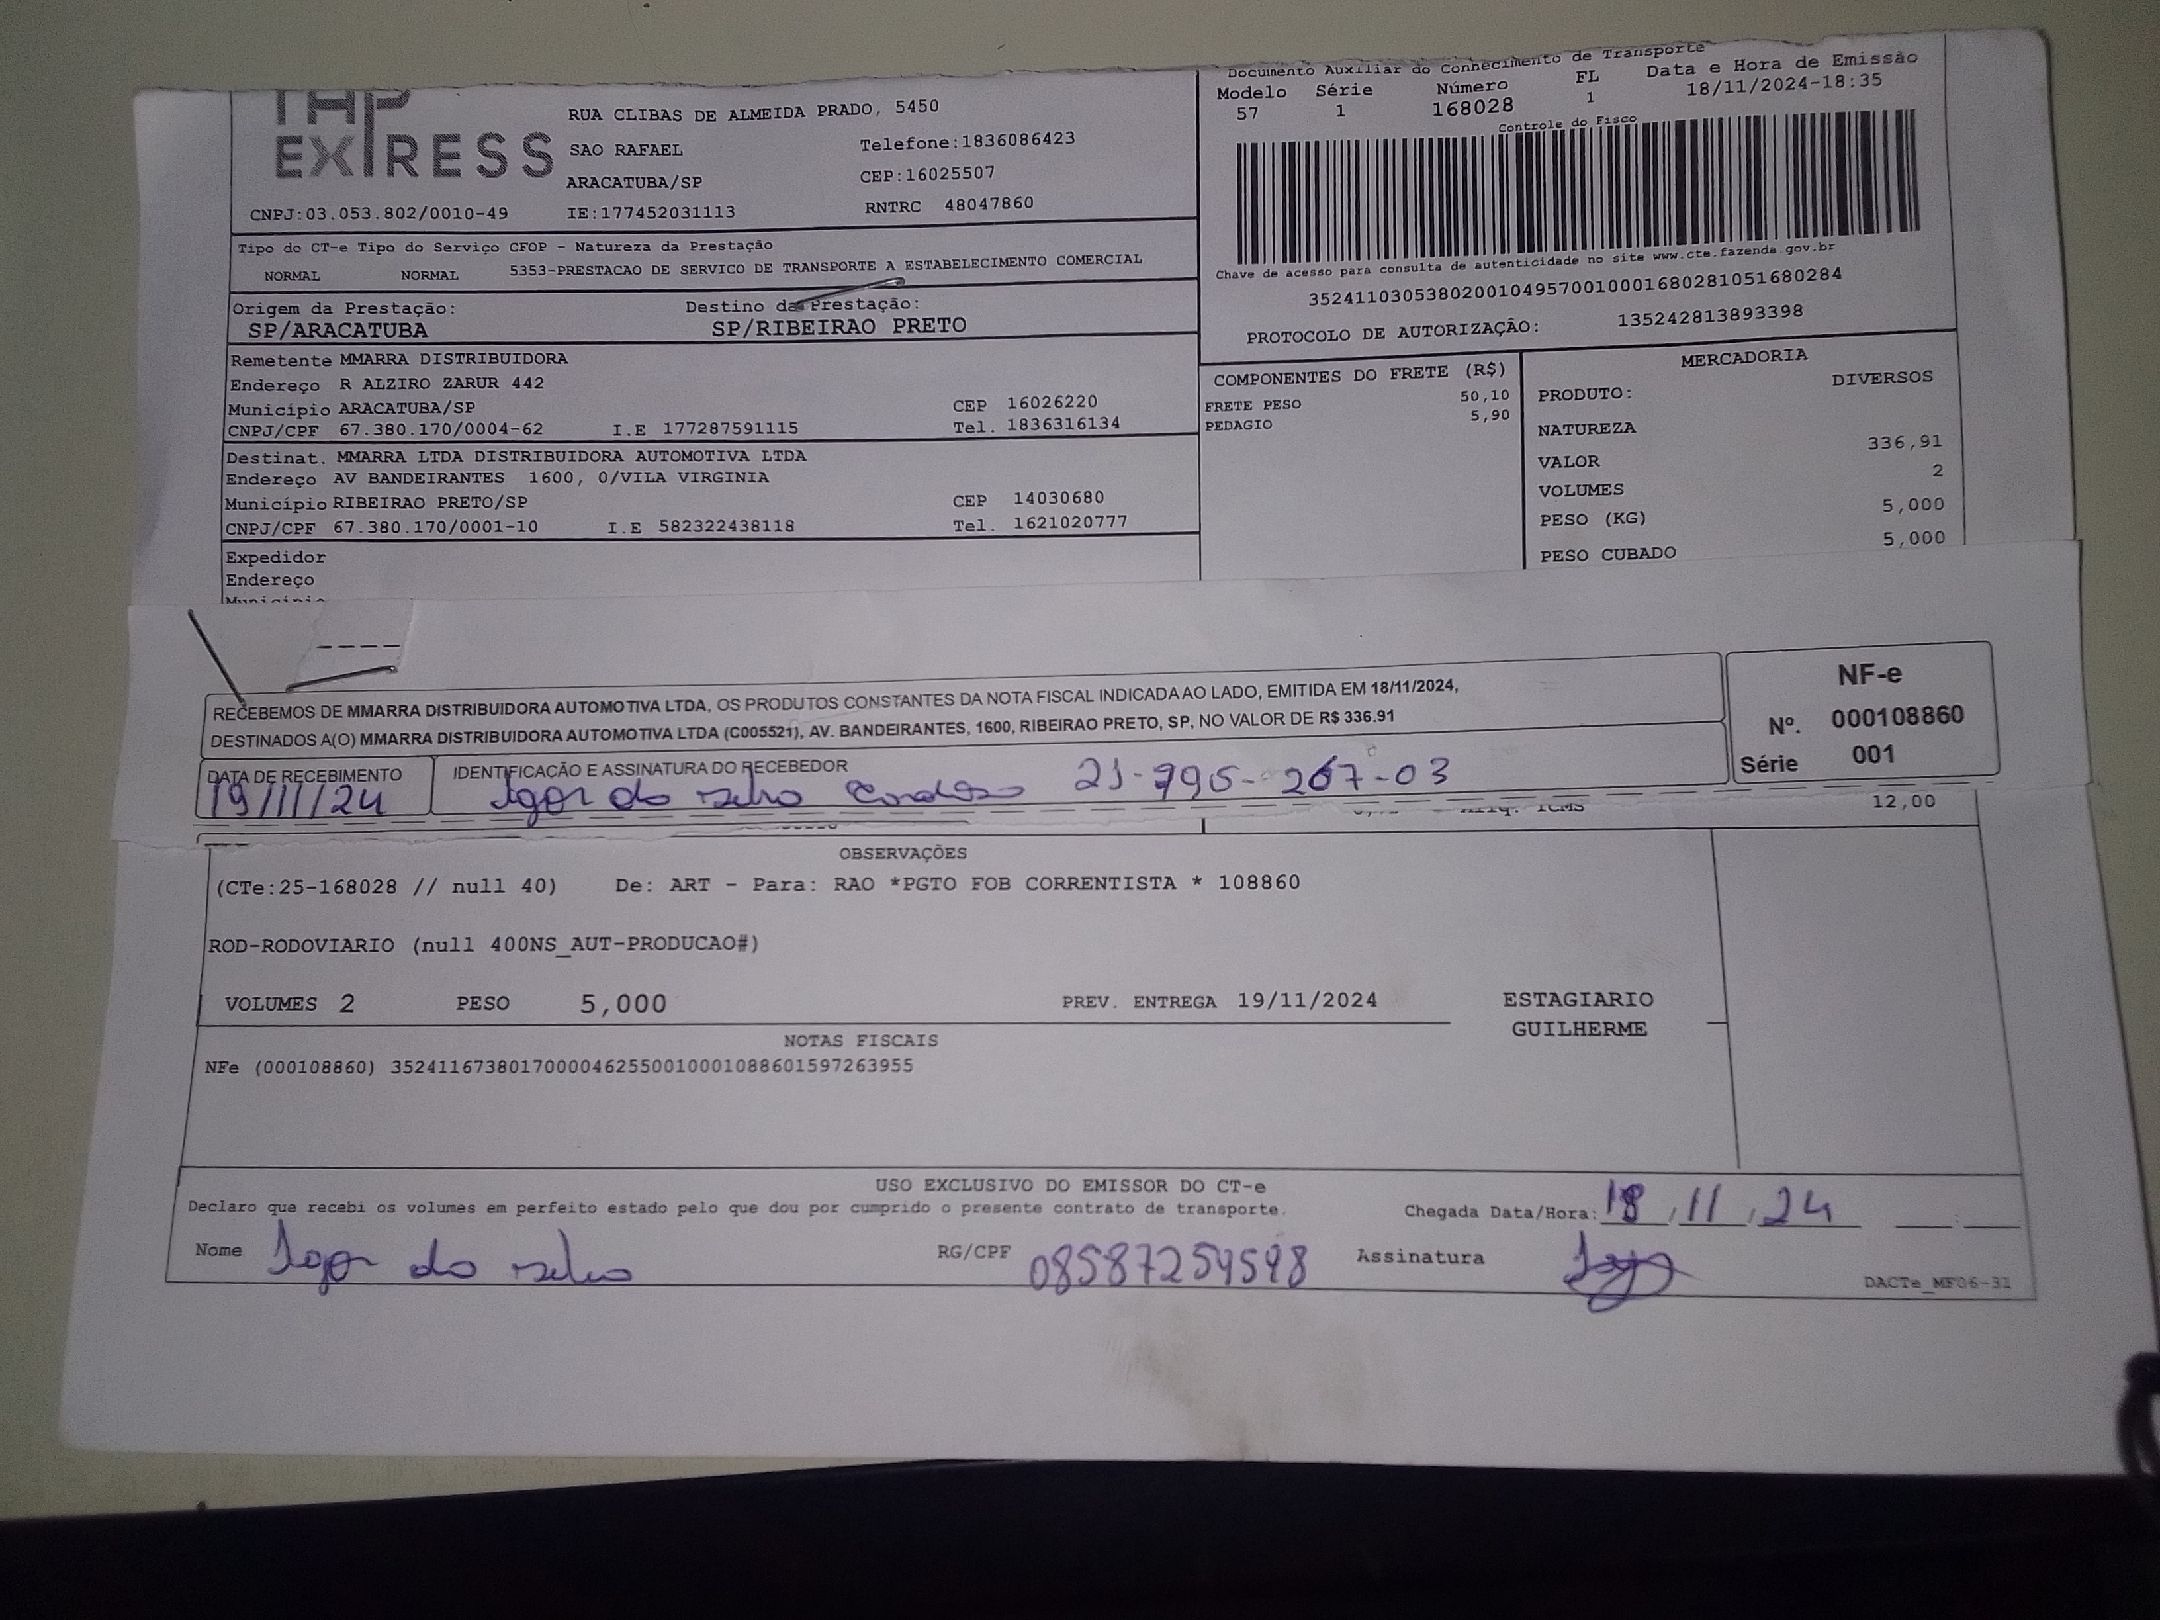 EXPRESS
RUA CLIBAS DE ALMEIDA PRADO, 5450
SAO RAFAEL
Telefone:1836086423
ARACATUBA/SP
CEP:16025507
CNPJ:03.053.802/0010-49
IE:177452031113
RNTRC 48047860
Documento Auxiliar do Conhecimento de Transporte
Modelo Série Número FL Data e Hora de Emissão
57 1 168028 1 18/11/2024-18:35
Controle do Fisco
Chave de acesso para consulta de autenticidade no site www.cte.fazenda.gov.br
35241103053802001049570010001680281051680284
PROTOCOLO DE AUTORIZAÇÃO: 135242813893398
Tipo do CT-e Tipo do Serviço CFOP - Natureza da Prestação
NORMAL NORMAL 5353-PRESTACAO DE SERVICO DE TRANSPORTE A ESTABELECIMENTO COMERCIAL
Origem da Prestação: Destino da Prestação:
SP/ARACATUBA SP/RIBEIRAO PRETO
Remetente MMARRA DISTRIBUIDORA
Endereço R ALZIRO ZARUR 442
Município ARACATUBA/SP CEP 16026220
CNPJ/CPF 67.380.170/0004-62 I.E 177287591115 Tel. 1836316134
Destinat. MMARRA LTDA DISTRIBUIDORA AUTOMOTIVA LTDA
Endereço AV BANDEIRANTES 1600, 0/VILA VIRGINIA
Município RIBEIRAO PRETO/SP CEP 14030680
CNPJ/CPF 67.380.170/0001-10 I.E 582322438118 Tel. 1621020777
Expedidor
Endereço
COMPONENTES DO FRETE (R$)
FRETE PESO 50,10
PEDAGIO 5,90
MERCADORIA
PRODUTO: DIVERSOS
NATUREZA
VALOR 336,91
VOLUMES 2
PESO (KG) 5,000
PESO CUBADO 5,000
RECEBEMOS DE MMARRA DISTRIBUIDORA AUTOMOTIVA LTDA, OS PRODUTOS CONSTANTES DA NOTA FISCAL INDICADA AO LADO, EMITIDA EM 18/11/2024,
DESTINADOS A(O) MMARRA DISTRIBUIDORA AUTOMOTIVA LTDA (C005521), AV. BANDEIRANTES, 1600, RIBEIRAO PRETO, SP, NO VALOR DE R$ 336.91
NF-e
Nº. 000108860
Série 001
DATA DE RECEBIMENTO IDENTIFICAÇÃO E ASSINATURA DO RECEBEDOR
19/11/24 Igor da silva Cardoso 21-795-267-03
12,00
OBSERVAÇÕES
(CTe:25-168028 // null 40) De: ART - Para: RAO *PGTO FOB CORRENTISTA * 108860
ROD-RODOVIARIO (null 400NS_AUT-PRODUCAO#)
VOLUMES 2 PESO 5,000 PREV. ENTREGA 19/11/2024
ESTAGIARIO
GUILHERME
NOTAS FISCAIS
NFe (000108860) 35241167380170000462550010001088601597263955
USO EXCLUSIVO DO EMISSOR DO CT-e
Declaro que recebi os volumes em perfeito estado pelo que dou por cumprido o presente contrato de transporte.
Chegada Data/Hora: 18/11/24
Nome Igor da silva RG/CPF 08587254598 Assinatura
DACTe_MF06-31